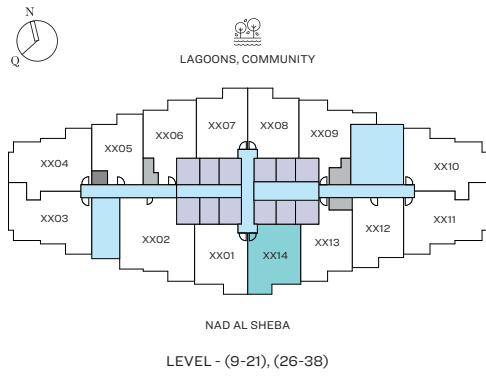 N
Q
LAGOONS, COMMUNITY
XX07 XX08
XX06 XX09
XX05
XX04 XX10
XX03 XX11
XX02 XX12
XX01 XX14 XX13
NAD AL SHEBA
LEVEL - (9-21), (26-38)